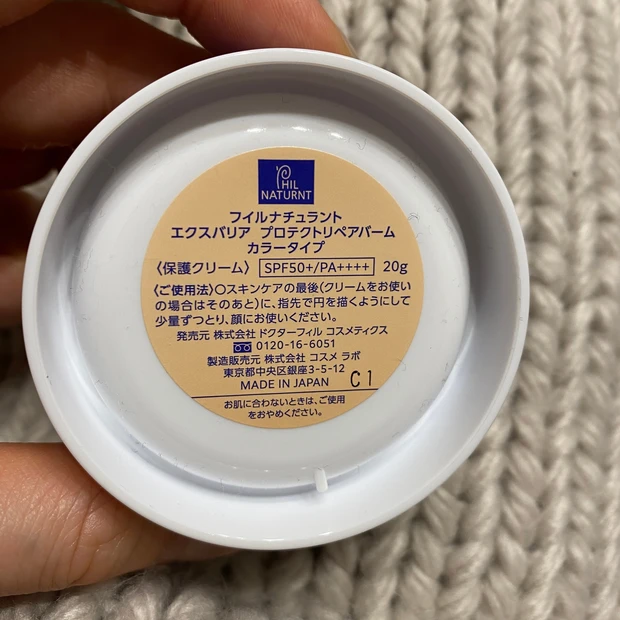 PHIL
NATURNT
フイルナチュラント
エクスバリア プロテクトリペアバーム
カラータイプ
〈保護クリーム〉 SPF50+/PA++++ 20g
〈ご使用法〉○スキンケアの最後(クリームをお使い
の場合はそのあと)に、指先で円を描くようにして
少量ずつとり、顔にお使いください。
発売元 株式会社 ドクターフィル コスメティクス
0120-16-6051
製造販売元 株式会社 コスメ ラボ
東京都中央区銀座3-5-12
MADE IN JAPAN C1
お肌に合わないときは、ご使用
をおやめください。